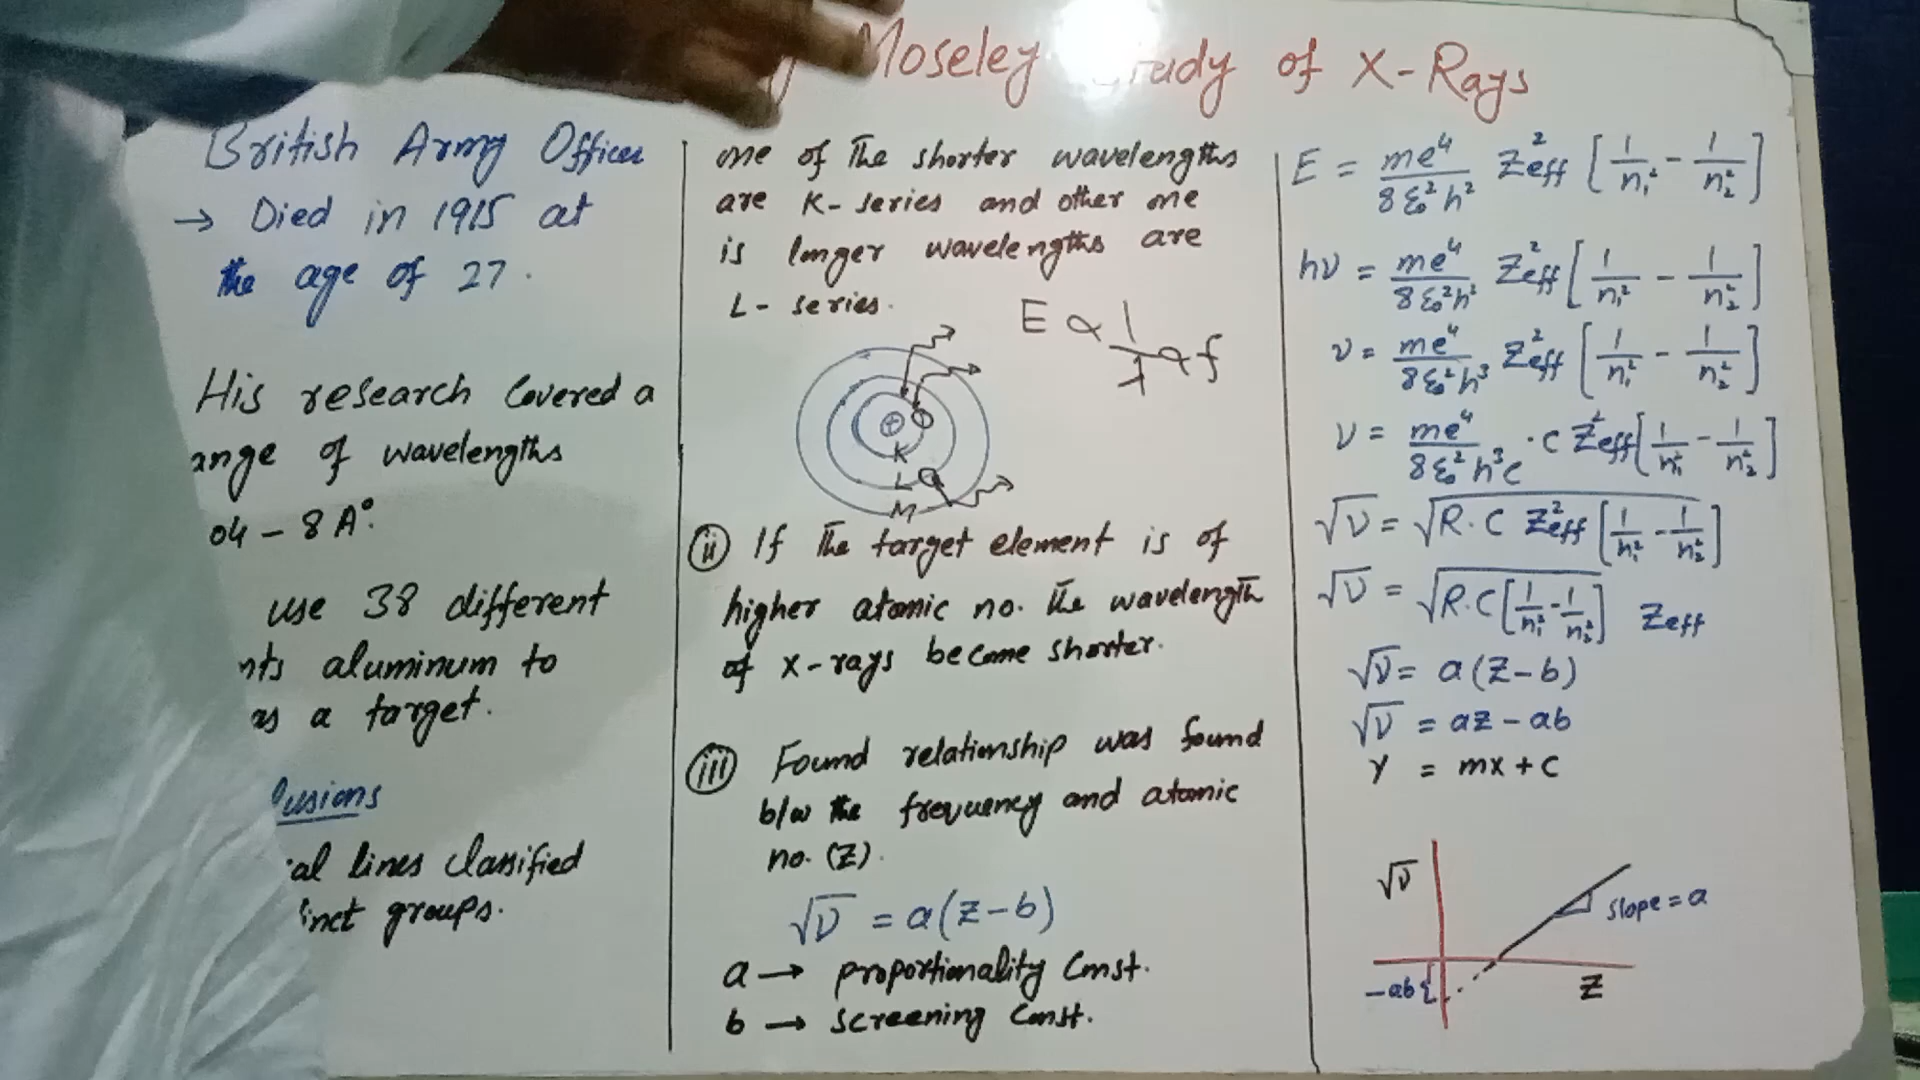 Moseley Study of X-Rays
British Army Officer
→ Died in 1915 at
the age of 27.
His research Covered a
ange of wavelengths
04 - 8 A°.
use 38 different
nts aluminum to
as a target.
lusions
al lines classified
inct groups.
one of the shorter wavelengths
are K-series and other one
is longer wavelengths are
L- series.
E ∝ 1/λ ∝ f
+
K
L
M
(ii) If the target element is of
higher atomic no. the wavelength
of X-rays become shorter.
(iii) Found relationship was found
b/w the frequency and atomic
no. (Z).
√ν = a(Z-b)
a → proportionality Const.
b → screening Const.
E = me⁴/8ε₀²h² Z²eff [1/n₁² - 1/n₂²]
hν = me⁴/8ε₀²h² Z²eff [1/n₁² - 1/n₂²]
ν = me⁴/8ε₀²h³ Z²eff [1/n₁² - 1/n₂²]
ν = me⁴/8ε₀²h³c · c Z²eff [1/n₁² - 1/n₂²]
√ν = √R.C Z²eff [1/n₁² - 1/n₂²]
√ν = √R.C [1/n₁² - 1/n₂²] Zeff
√ν = a(Z-b)
√ν = aZ - ab
Y = mx + c
√ν
slope = a
-ab{
Z